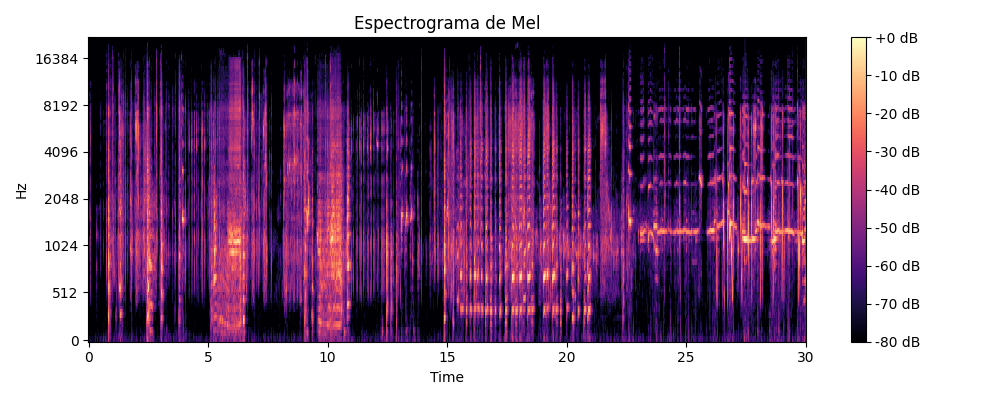 Espectrograma de Mel
Hz
16384
8192
4096
2048
1024
512
0
0 5 10 15 20 25 30
Time
+0 dB
-10 dB
-20 dB
-30 dB
-40 dB
-50 dB
-60 dB
-70 dB
-80 dB